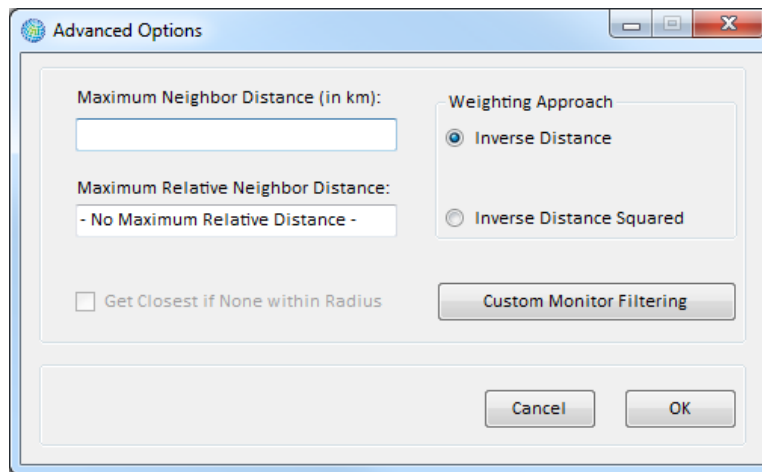 Advanced Options
Maximum Neighbor Distance (in km):
Weighting Approach
Inverse Distance
Maximum Relative Neighbor Distance:
- No Maximum Relative Distance -
Inverse Distance Squared
Get Closest if None within Radius
Custom Monitor Filtering
Cancel
OK